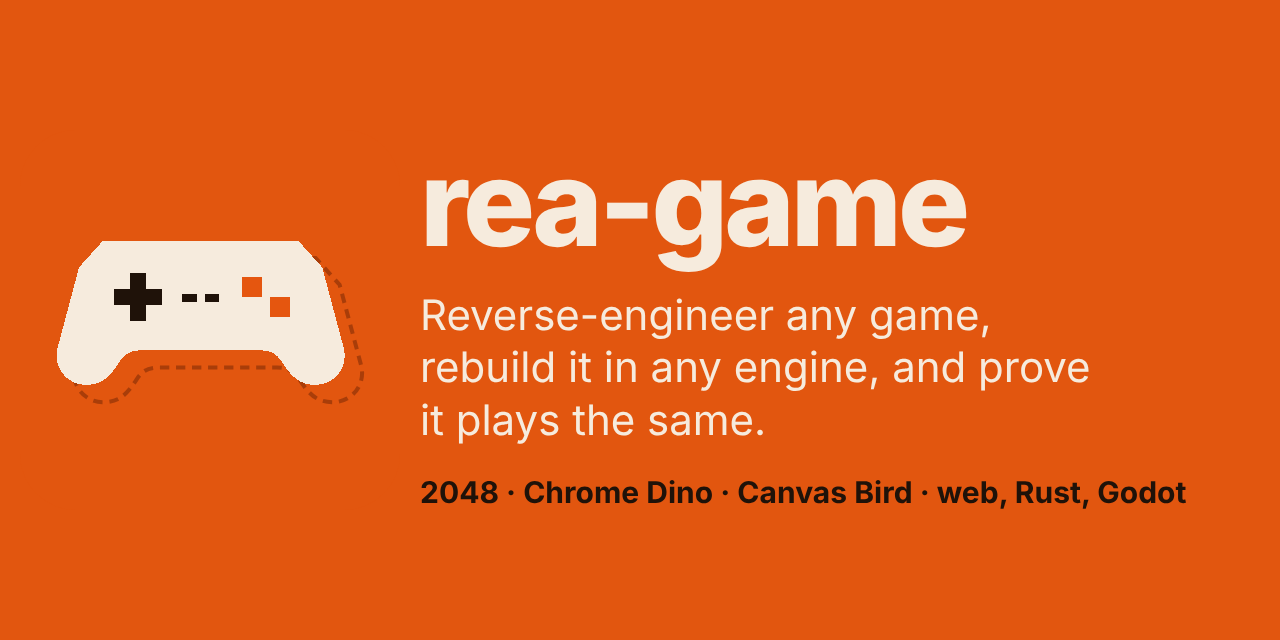 rea-game
Reverse-engineer any game,
rebuild it in any engine, and prove
it plays the same.
2048 · Chrome Dino · Canvas Bird · web, Rust, Godot